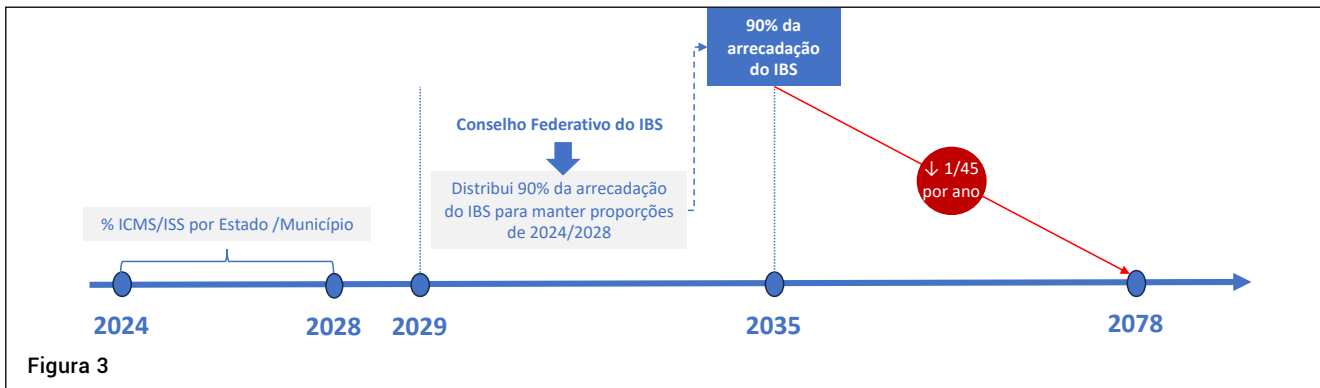 90% da
arrecadação
do IBS
Conselho Federativo do IBS
Distribui 90% da arrecadação
do IBS para manter proporções
de 2024/2028
↓ 1/45
por ano
% ICMS/ISS por Estado /Município
2024
2028
2029
2035
2078
Figura 3